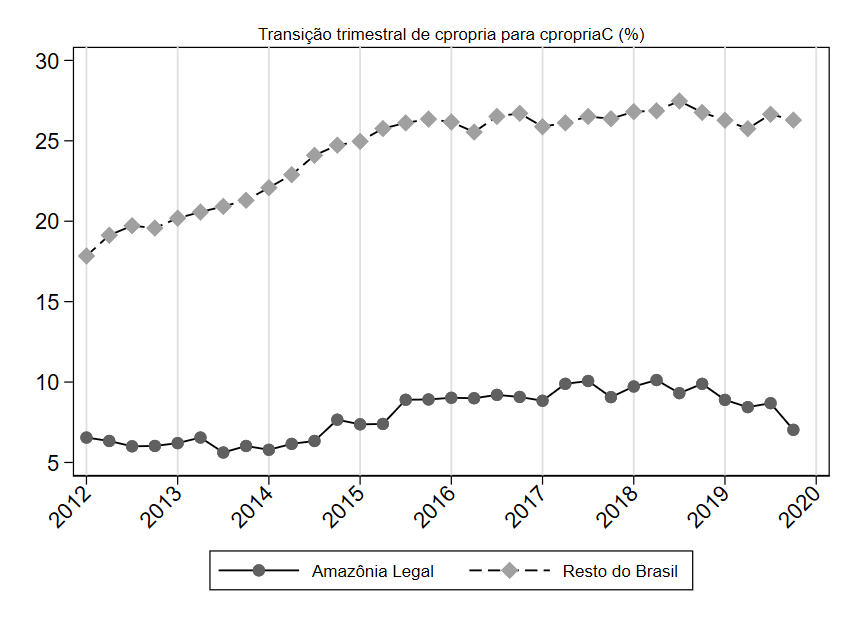 Transição trimestral de cpropria para cpropriaC (%)
30
25
20
15
10
5
2012 2013 2014 2015 2016 2017 2018 2019 2020
Amazônia Legal Resto do Brasil